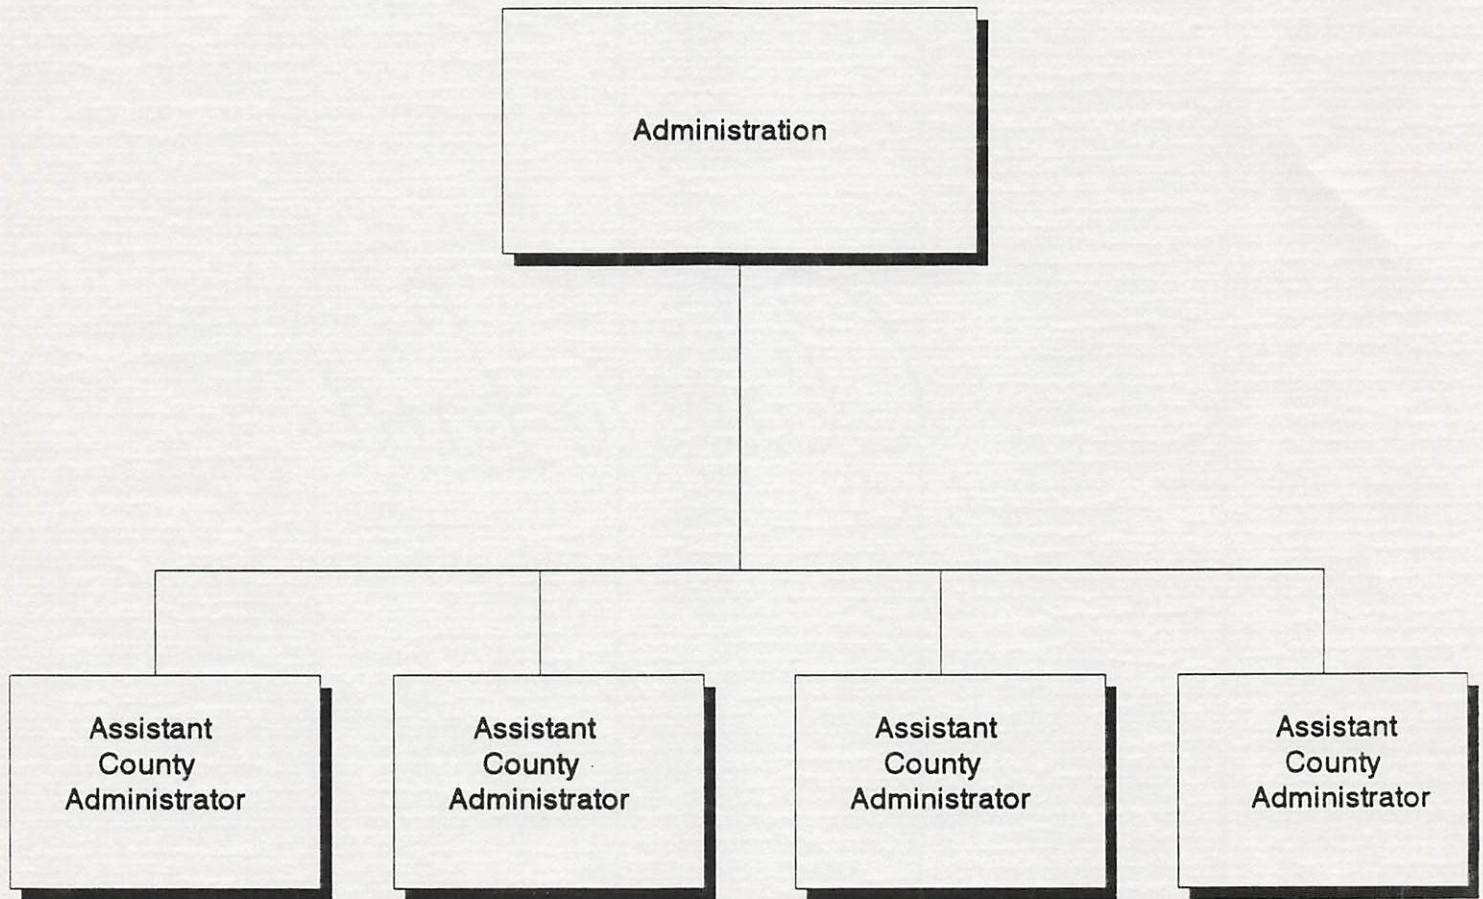 Administration
Assistant
County
Administrator
Assistant
County
Administrator
Assistant
County
Administrator
Assistant
County
Administrator